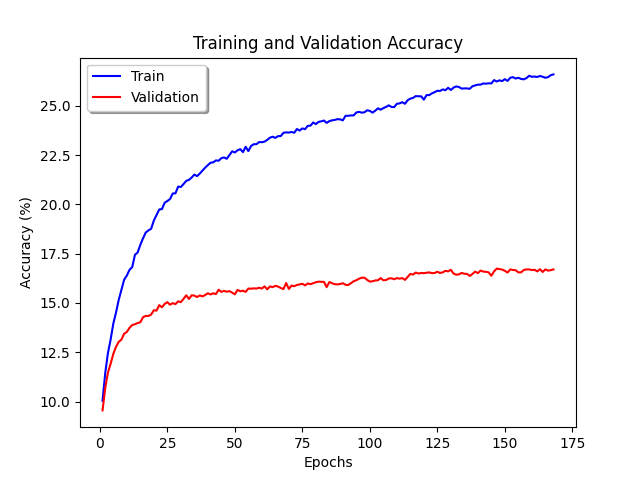 Training and Validation Accuracy
Train
Validation
25.0
22.5
20.0
17.5
15.0
12.5
10.0
Accuracy (%)
0 25 50 75 100 125 150 175
Epochs